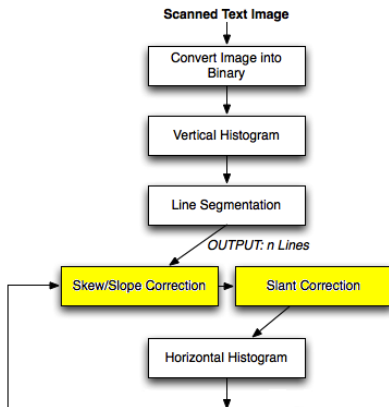 Scanned Text Image
Convert Image into
Binary
Vertical Histogram
Line Segmentation
OUTPUT: n Lines
Skew/Slope Correction
Slant Correction
Horizontal Histogram